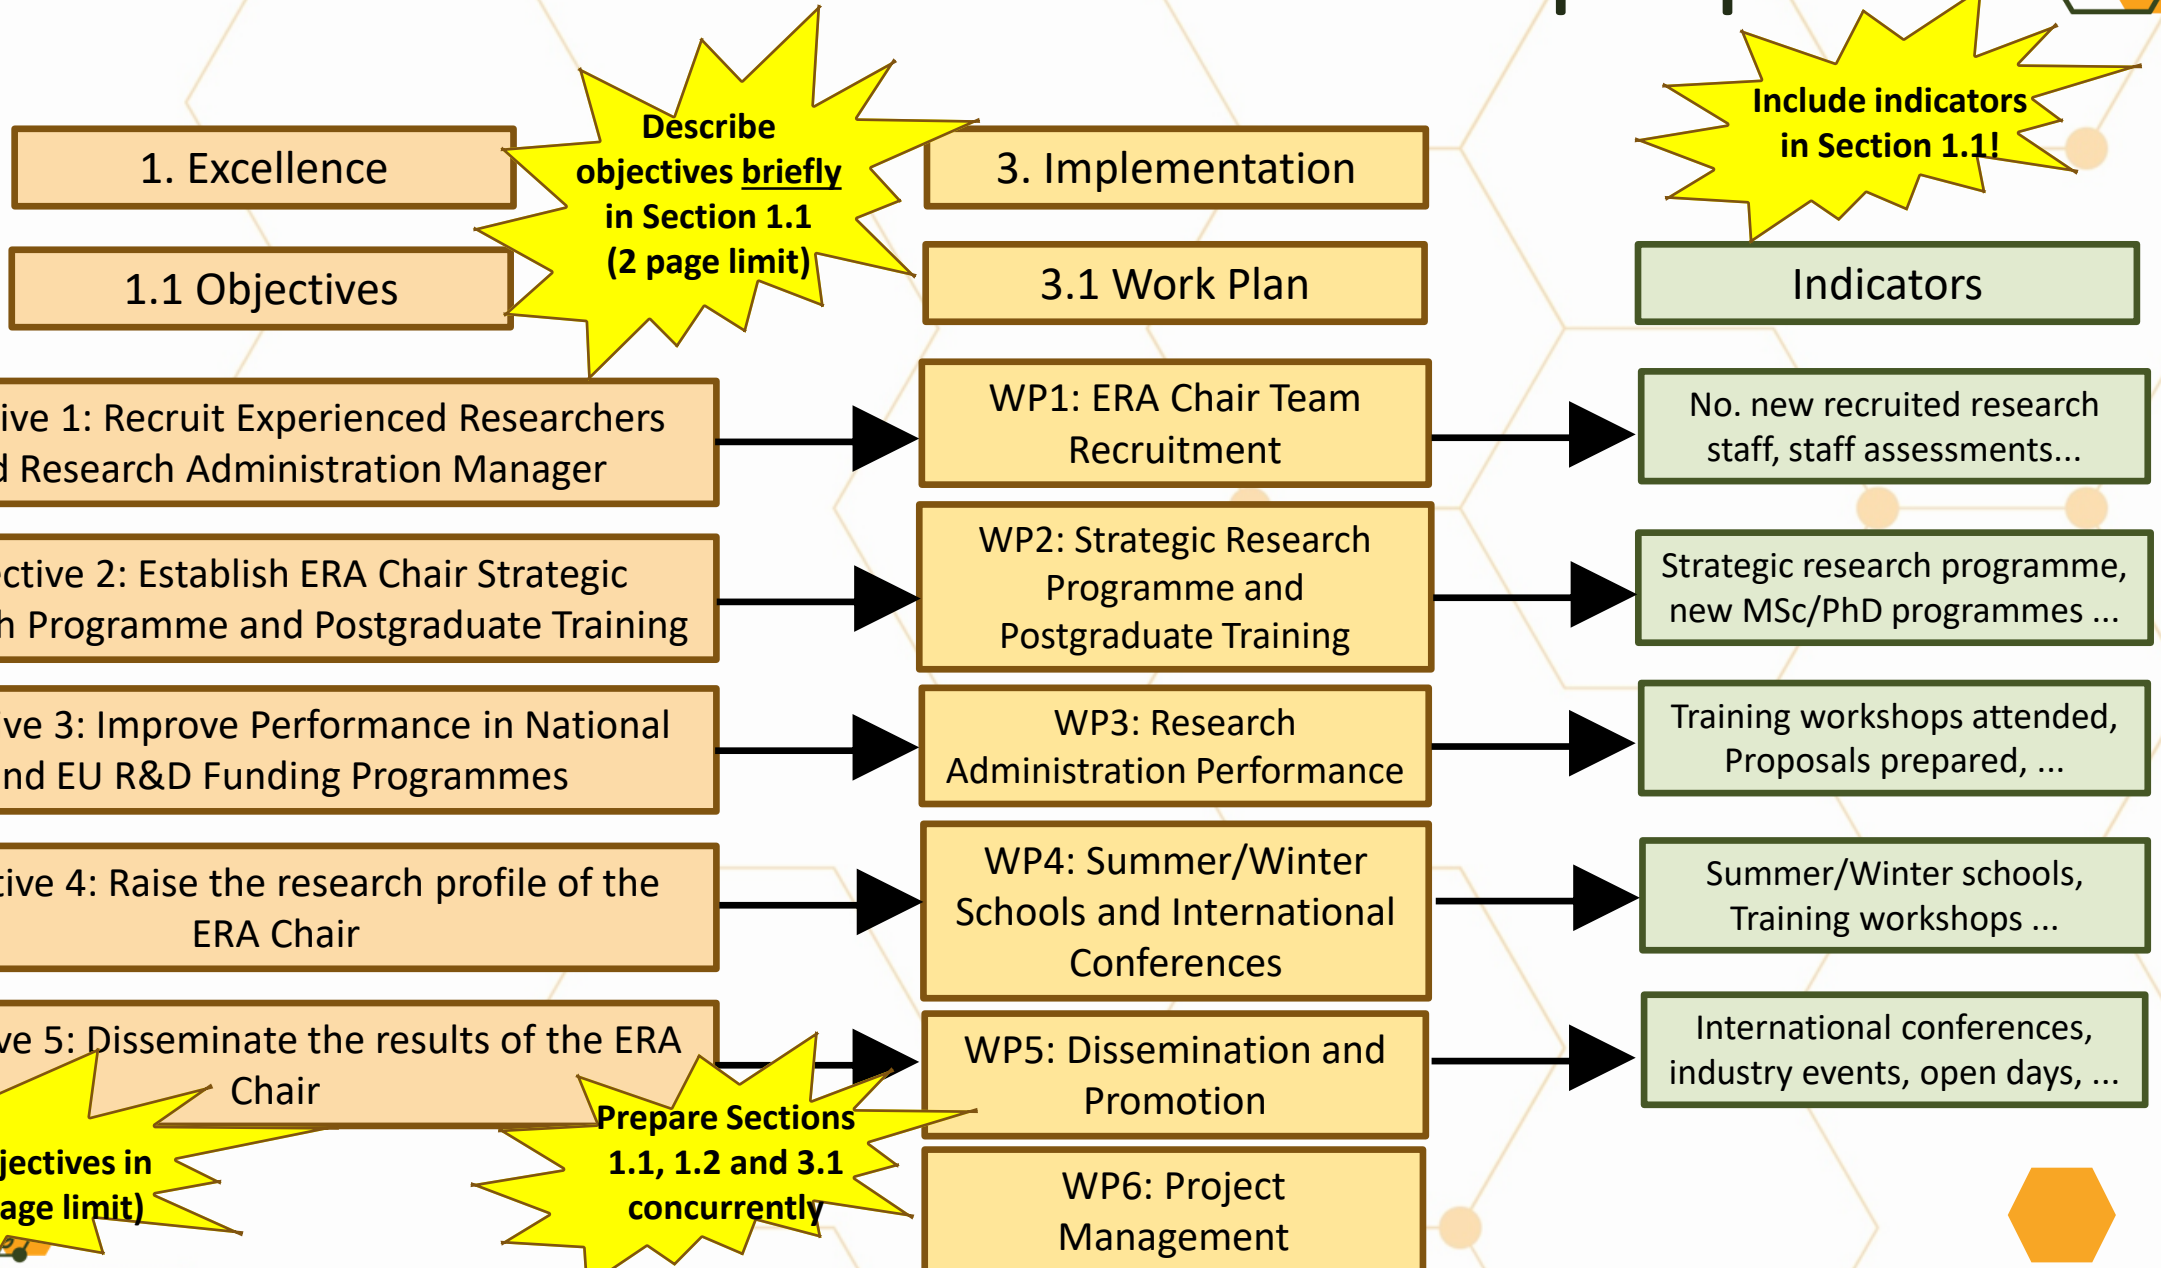 Describe
objectives briefly
in Section 1.1
(2 page limit)
Include indicators
in Section 1.1!
1. Excellence
3. Implementation
1.1 Objectives
3.1 Work Plan
Indicators
ive 1: Recruit Experienced Researchers
Research Administration Manager
WP1: ERA Chair Team
Recruitment
No. new recruited research
staff, staff assessments...
ctive 2: Establish ERA Chair Strategic
h Programme and Postgraduate Training
WP2: Strategic Research
Programme and
Postgraduate Training
Strategic research programme,
new MSc/PhD programmes ...
ve 3: Improve Performance in National
nd EU R&D Funding Programmes
WP3: Research
Administration Performance
Training workshops attended,
Proposals prepared, ...
tive 4: Raise the research profile of the
ERA Chair
WP4: Summer/Winter
Schools and International
Conferences
Summer/Winter schools,
Training workshops ...
ve 5: Disseminate the results of the ERA
Chair
WP5: Dissemination and
Promotion
International conferences,
industry events, open days, ...
jectives in
age limit)
Prepare Sections
1.1, 1.2 and 3.1
concurrently
WP6: Project
Management